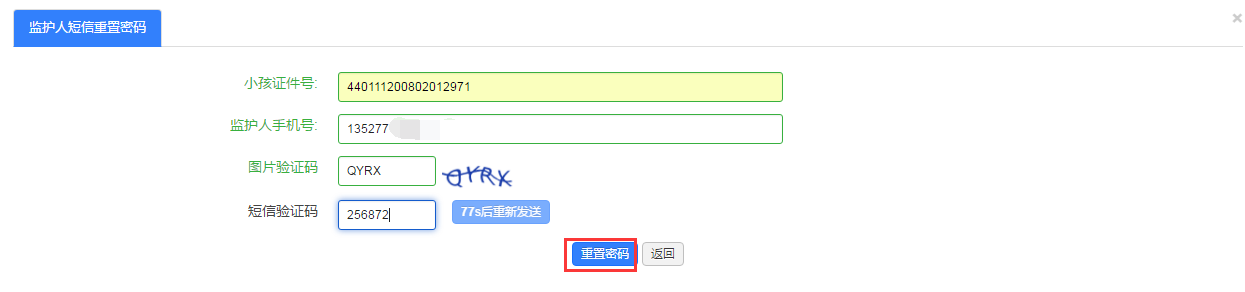 监护人短信重置密码 ×
小孩证件号: 440111200802012971
监护人手机号: 135277
图片验证码 QYRX QYRX
短信验证码 256872 77s后重新发送
重置密码 返回